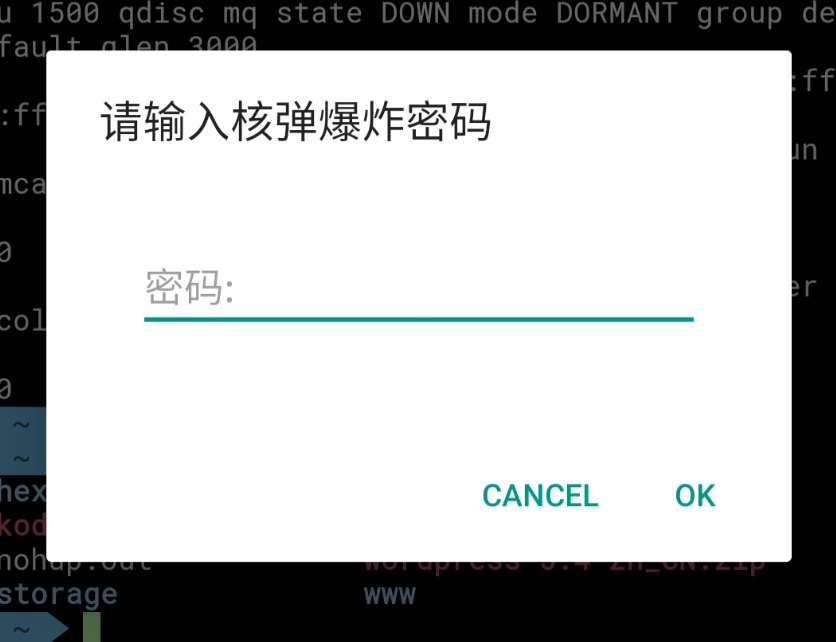 u 1500 qdisc mq state DOWN mode DORMANT group de
fault qlen 3000
:ff
请输入核弹爆炸密码
:ff
un
mca
0
密码:
er
col
0
~
~
CANCEL OK
hex
kod
nohup.out wordpress-5.4-zh_CN.zip
storage www
~